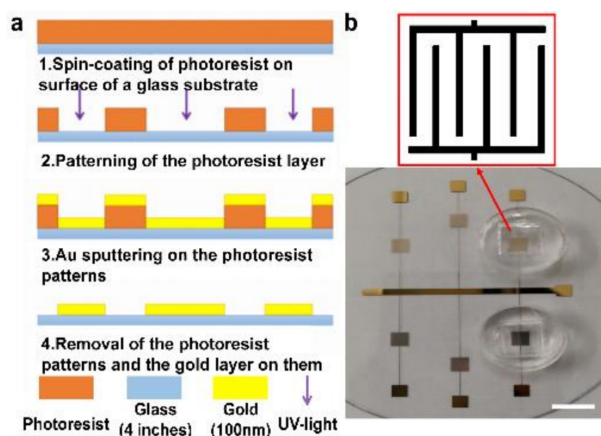 a
1.Spin-coating of photoresist on
surface of a glass substrate
2.Patterning of the photoresist layer
3.Au sputtering on the photoresist
patterns
4.Removal of the photoresist
patterns and the gold layer on them
Photoresist
Glass
(4 inches)
Gold
(100nm)
UV-light
b